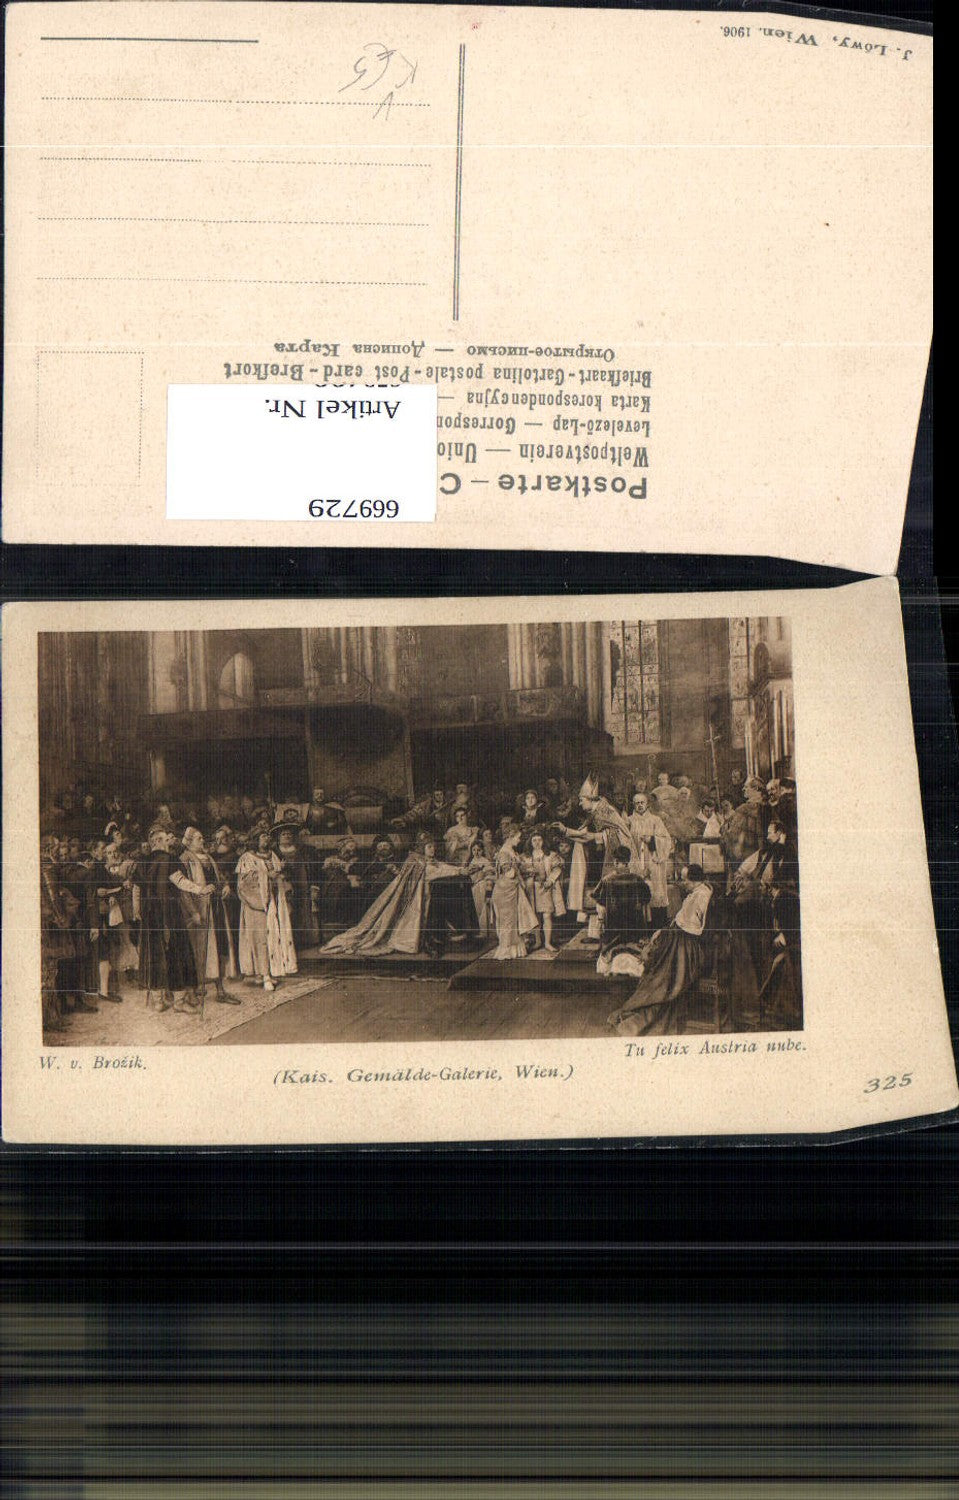 J. Löwy, Wien. 1906.
Postkarte — C
Weltpostverein — Unio
Levelező-Lap — Correspon
Karta korespondencyjna —
Briefkaart - Cartolina postale - Post card - Brefkort
Открытое-письмо — Дописна Карта
Artikel Nr.
669729
W. v. Brožik.
Tu felix Austria nube.
(Kais. Gemälde-Galerie, Wien.)
325